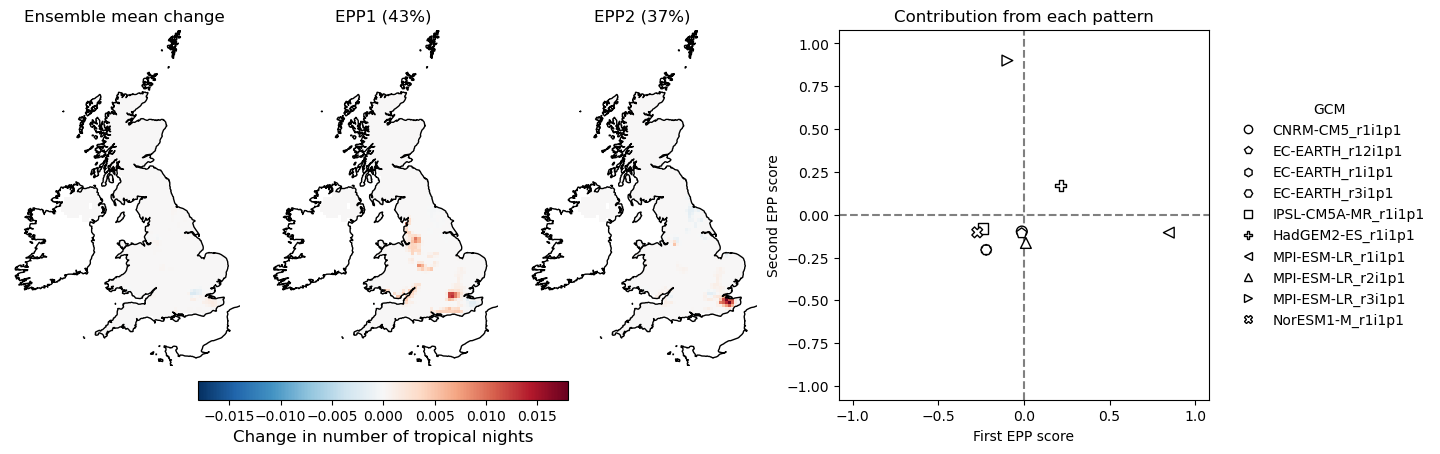 Ensemble mean change
EPP1 (43%)
EPP2 (37%)
Contribution from each pattern
1.00
0.75
0.50
0.25
0.00
−0.25
−0.50
−0.75
−1.00
Second EPP score
−1.0
−0.5
0.0
0.5
1.0
First EPP score
GCM
CNRM-CM5_r1i1p1
EC-EARTH_r12i1p1
EC-EARTH_r1i1p1
EC-EARTH_r3i1p1
IPSL-CM5A-MR_r1i1p1
HadGEM2-ES_r1i1p1
MPI-ESM-LR_r1i1p1
MPI-ESM-LR_r2i1p1
MPI-ESM-LR_r3i1p1
NorESM1-M_r1i1p1
−0.015
−0.010
−0.005
0.000
0.005
0.010
0.015
Change in number of tropical nights